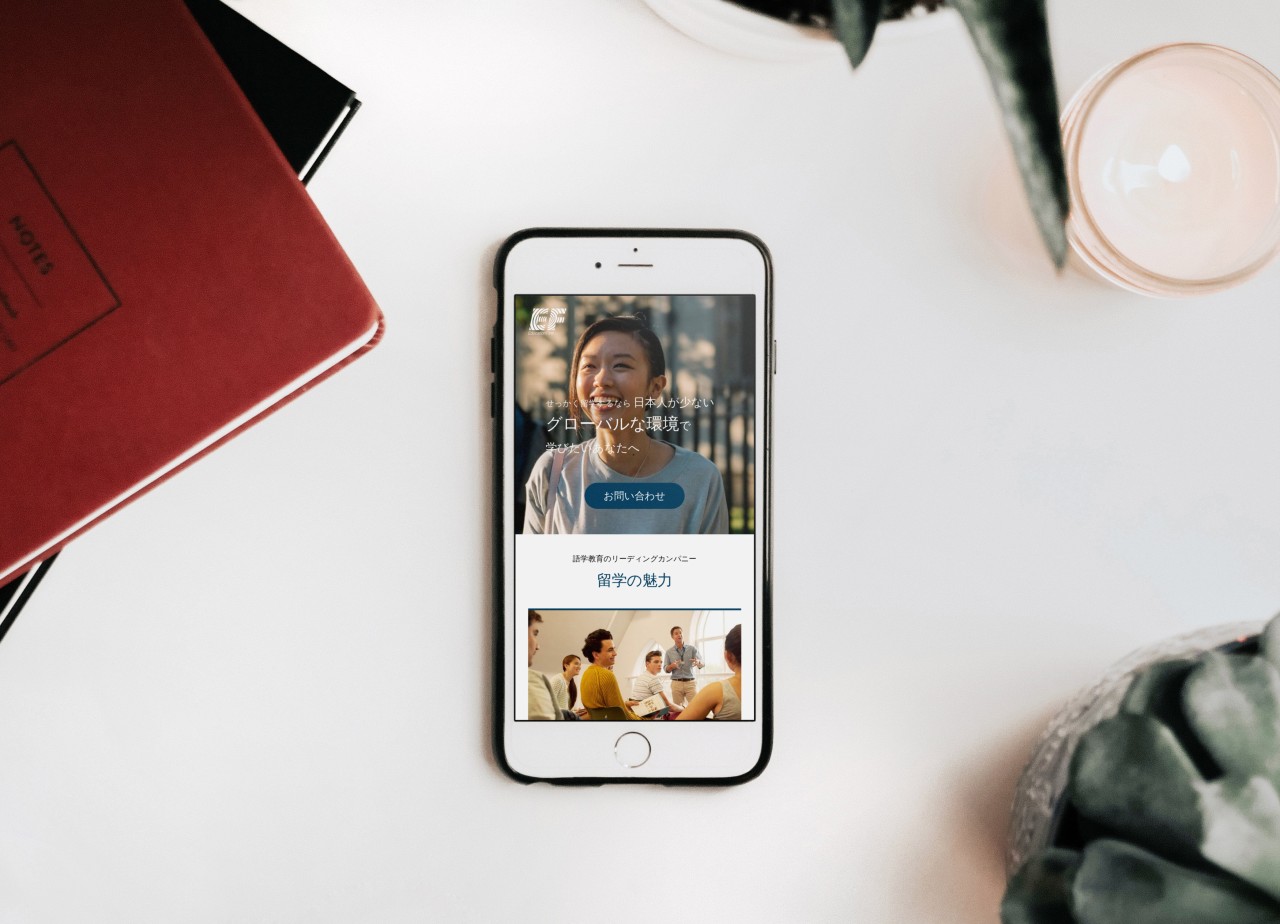 NOTES
EF
せっかく留学するなら 日本人が少ない
グローバルな環境で
学びたいあなたへ
お問い合わせ
語学教育のリーディングカンパニー
留学の魅力